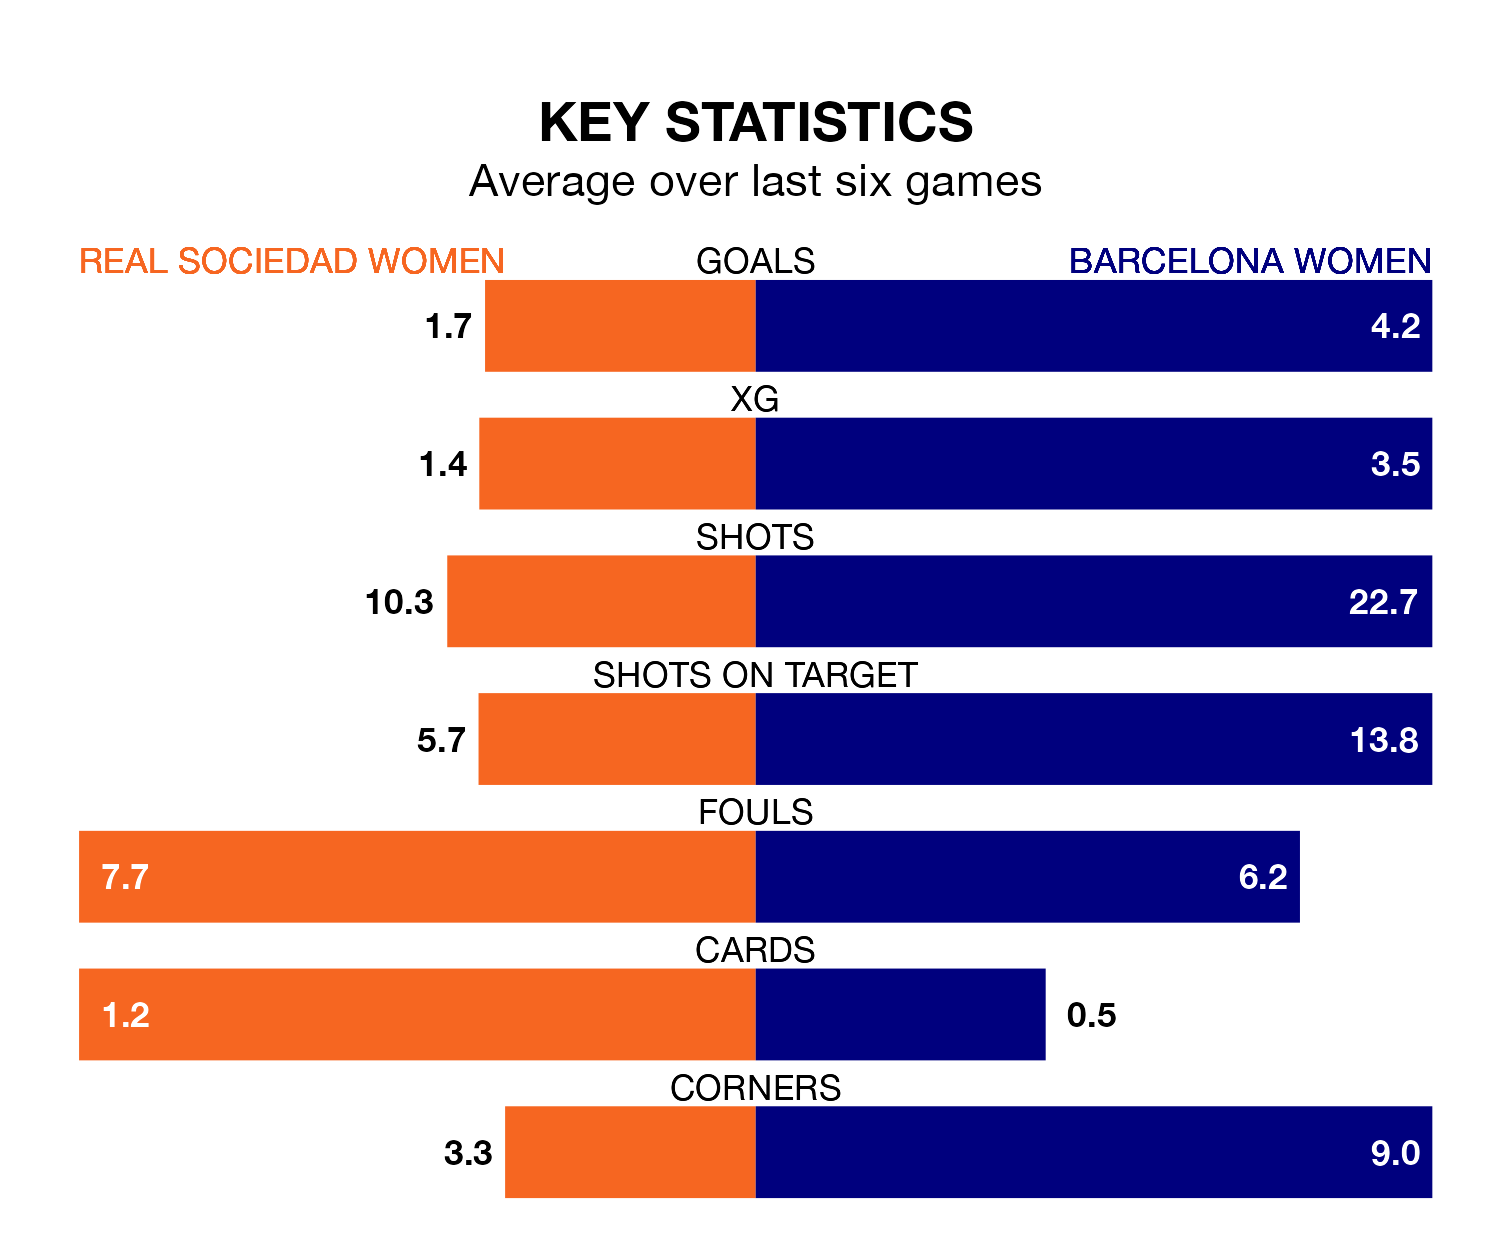 KEY STATISTICS
Average over last six games
REAL SOCIEDAD WOMEN GOALS BARCELONA WOMEN
1.7 4.2
XG
1.4 3.5
SHOTS
10.3 22.7
SHOTS ON TARGET
5.7 13.8
FOULS
7.7 6.2
CARDS
1.2 0.5
CORNERS
3.3 9.0